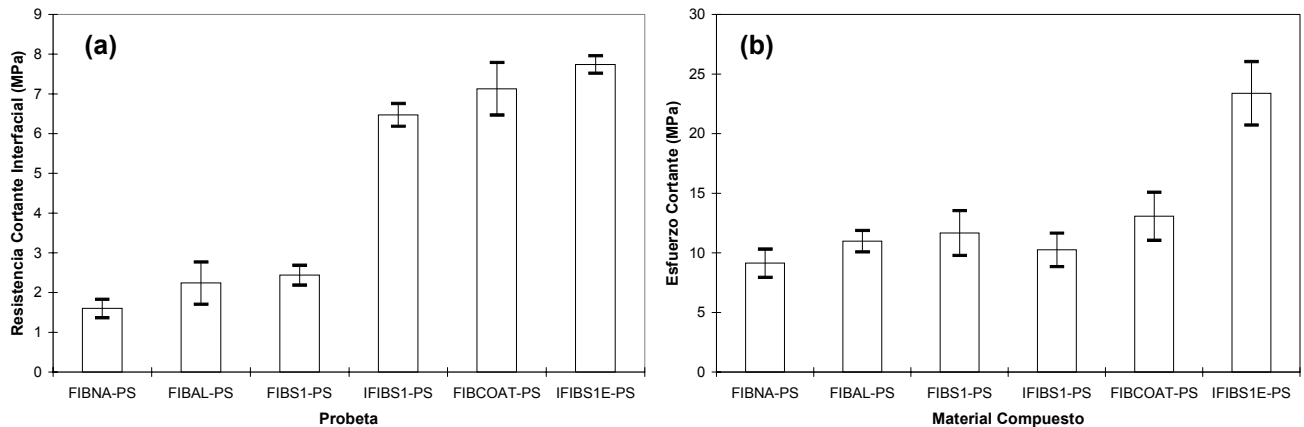 (a)
Resistencia Cortante Interfacial (MPa)
9
8
7
6
5
4
3
2
1
0
FIBNA-PS FIBAL-PS FIBS1-PS IFIBS1-PS FIBCOAT-PS IFIBS1E-PS
Probeta
(b)
Esfuerzo Cortante (MPa)
30
25
20
15
10
5
0
FIBNA-PS FIBAL-PS FIBS1-PS IFIBS1-PS FIBCOAT-PS IFIBS1E-PS
Material Compuesto